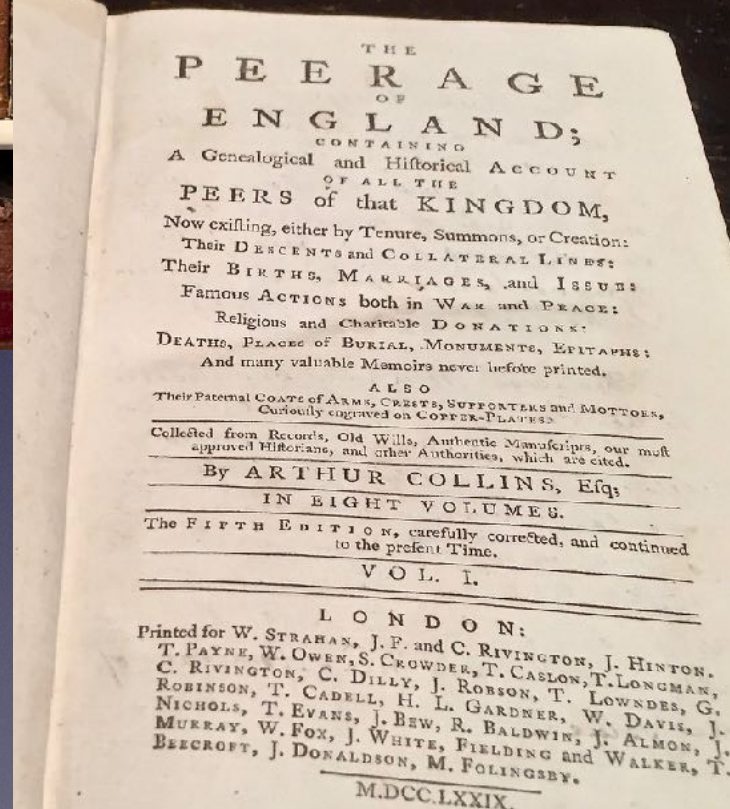 THE
PEERAGE
OF
ENGLAND;
CONTAINING
A Genealogical and Hiſtorical ACCOUNT
OF ALL THE
PEERS of that KINGDOM,
Now exiſting, either by Tenure, Summons, or Creation:
Their DESCENTS and COLLATERAL LINES:
Their BIRTHS, MARRIAGES, and ISSUE:
Famous ACTIONS both in WAR and PEACE:
Religious and Charitable DONATIONS:
DEATHS, PLACES of BURIAL, MONUMENTS, EPITAPHS:
And many valuable Memoirs never before printed.
ALSO
Their Paternal COATS of ARMS, CRESTS, SUPPORTERS and MOTTOES,
Curiouſly engraved on COPPER-PLATES.
Collected from Records, Old Wills, Authentic Manuſcripts, our moſt
approved Hiſtorians, and other Authorities, which are cited.
By ARTHUR COLLINS, Eſq;
IN EIGHT VOLUMES.
The FIFTH EDITION, carefully corrected, and continued
to the preſent Time.
VOL. I.
LONDON:
Printed for W. STRAHAN, J. F. and C. RIVINGTON, J. HINTON.
T. PAYNE, W. OWEN, S. CROWDER, T. CASLON, T. LONGMAN,
C. RIVINGTON, C. DILLY, J. ROBSON, T. LOWNDES, G.
ROBINSON, T. CADELL, H. L. GARDNER, W. DAVIS, J.
NICHOLS, T. EVANS, J. BEW, R. BALDWIN, J. ALMON, J.
MURRAY, W. FOX, J. WHITE, FIELDING and WALKER, T.
BEECROFT, J. DONALDSON, M. FOLINGSBY.
M.DCC.LXXIX.